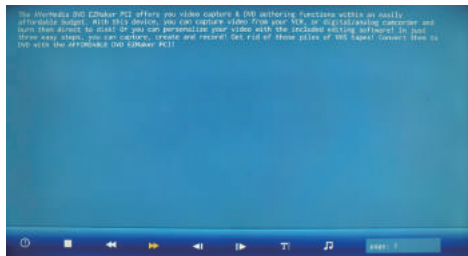 The AVerMedia DVD EZMaker PCI offers you video capture & DVD authoring functions within an easily
affordable budget. With this device, you can capture video from your VCR, or digital/analog camcorder and
burn then direct to disk! Or you can personalize your video with the included editing software! In just
three easy steps, you can capture, create and record! Get rid of those piles of VHS tapes! Convert them to
DVD with the AFFORDABLE DVD EZMaker PCI!
T
page: 1